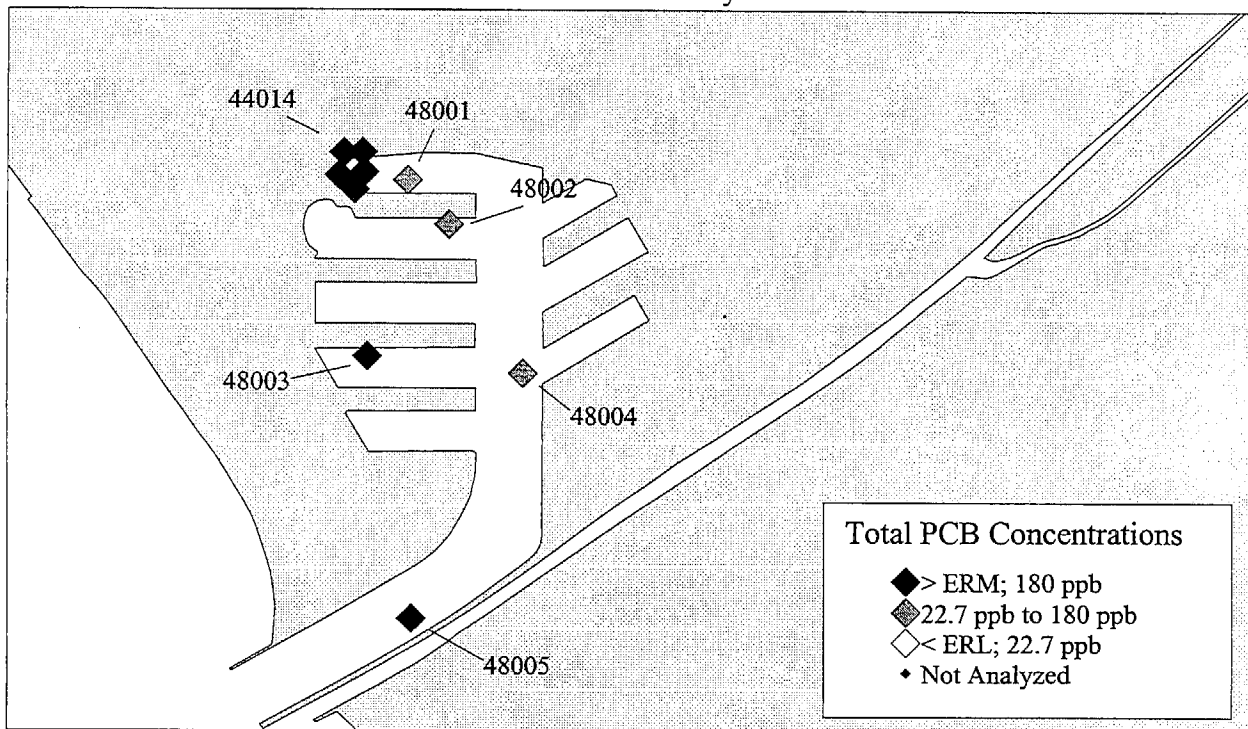 44014
48001
48002
48003
48004
48005
Total PCB Concentrations
> ERM; 180 ppb
22.7 ppb to 180 ppb
< ERL; 22.7 ppb
Not Analyzed